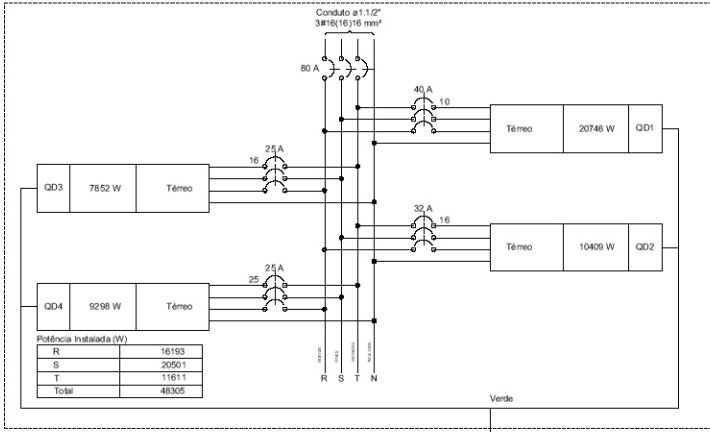 Conduto ø1.1/2"
3#16(16)16 mm²
80 A
40 A
10
Térreo
20746 W
QD1
25 A
16
QD3
7852 W
Térreo
32 A
16
Térreo
10409 W
QD2
25 A
25
QD4
9298 W
Térreo
Potência Instalada (W)
R 16193
S 20501
T 11611
Total 48305
R S T N
Verde